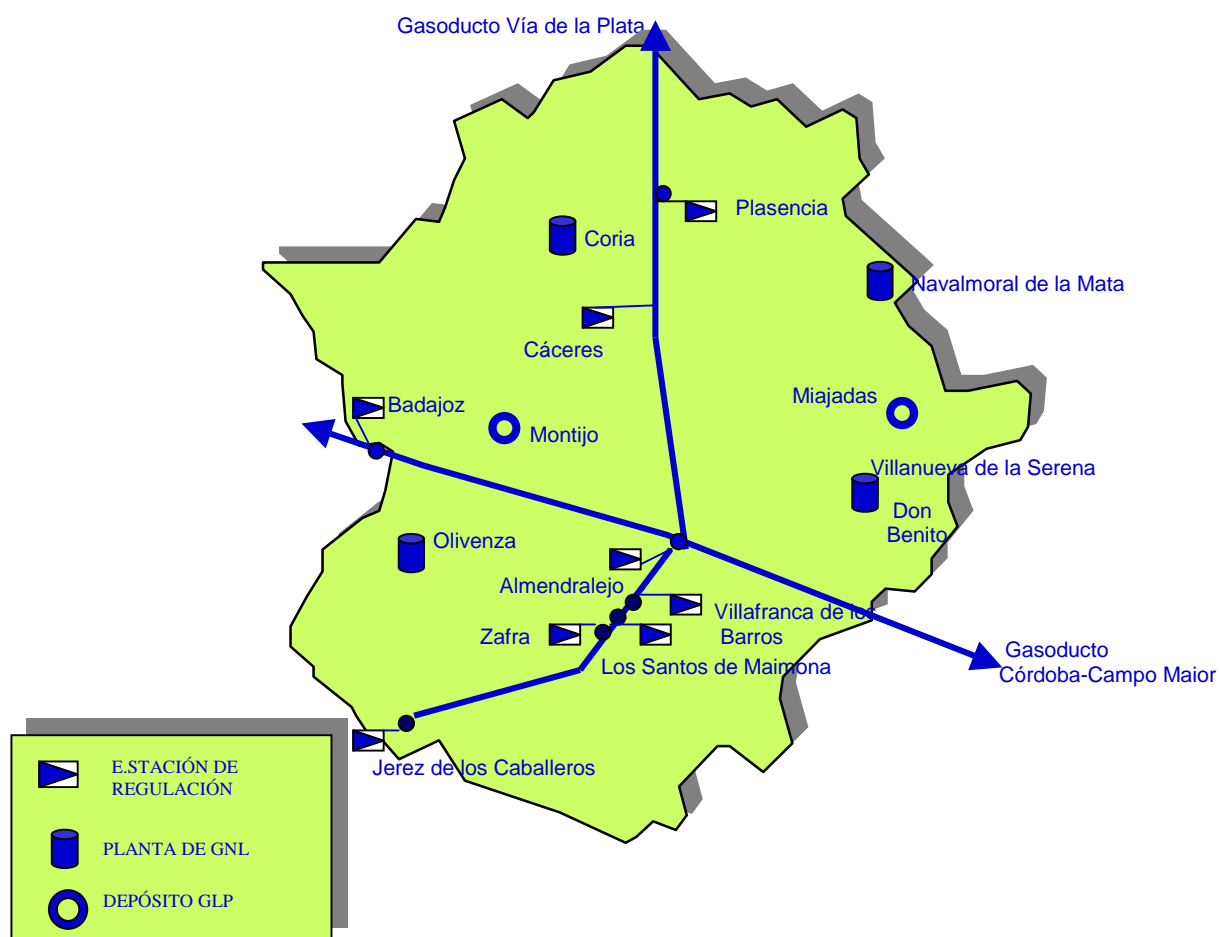 Gasoducto Vía de la Plata
Plasencia
Coria
Navalmoral de la Mata
Cáceres
Badajoz
Miajadas
Montijo
Villanueva de la Serena
Don
Benito
Olivenza
Almendralejo
Villafranca de los
Barros
Zafra
Los Santos de Maimona
Gasoducto
Córdoba-Campo Maior
Jerez de los Caballeros
E.STACIÓN DE
REGULACIÓN
PLANTA DE GNL
DEPÓSITO GLP